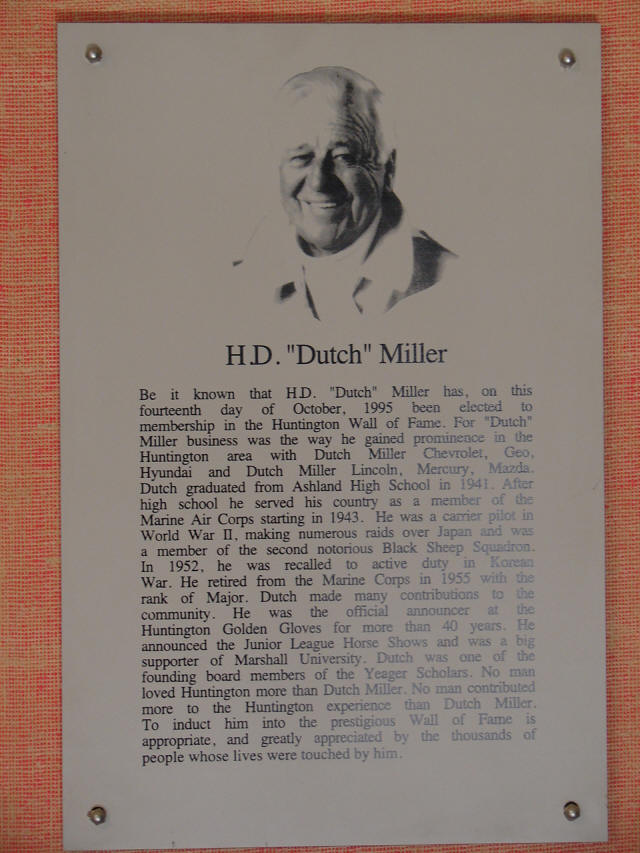 H.D. "Dutch" Miller
Be it known that H.D. "Dutch" Miller has, on this
fourteenth day of October, 1995 been elected to
membership in the Huntington Wall of Fame. For "Dutch"
Miller business was the way he gained prominence in the
Huntington area with Dutch Miller Chevrolet, Geo,
Hyundai and Dutch Miller Lincoln, Mercury, Mazda.
Dutch graduated from Ashland High School in 1941. After
high school he served his country as a member of the
Marine Air Corps starting in 1943. He was a carrier pilot in
World War II, making numerous raids over Japan and was
a member of the second notorious Black Sheep Squadron.
In 1952, he was recalled to active duty in Korean
War. He retired from the Marine Corps in 1955 with the
rank of Major. Dutch made many contributions to the
community. He was the official announcer at the
Huntington Golden Gloves for more than 40 years. He
announced the Junior League Horse Shows and was a big
supporter of Marshall University. Dutch was one of the
founding board members of the Yeager Scholars. No man
loved Huntington more than Dutch Miller. No man contributed
more to the Huntington experience than Dutch Miller.
To induct him into the prestigious Wall of Fame is
appropriate, and greatly appreciated by the thousands of
people whose lives were touched by him.